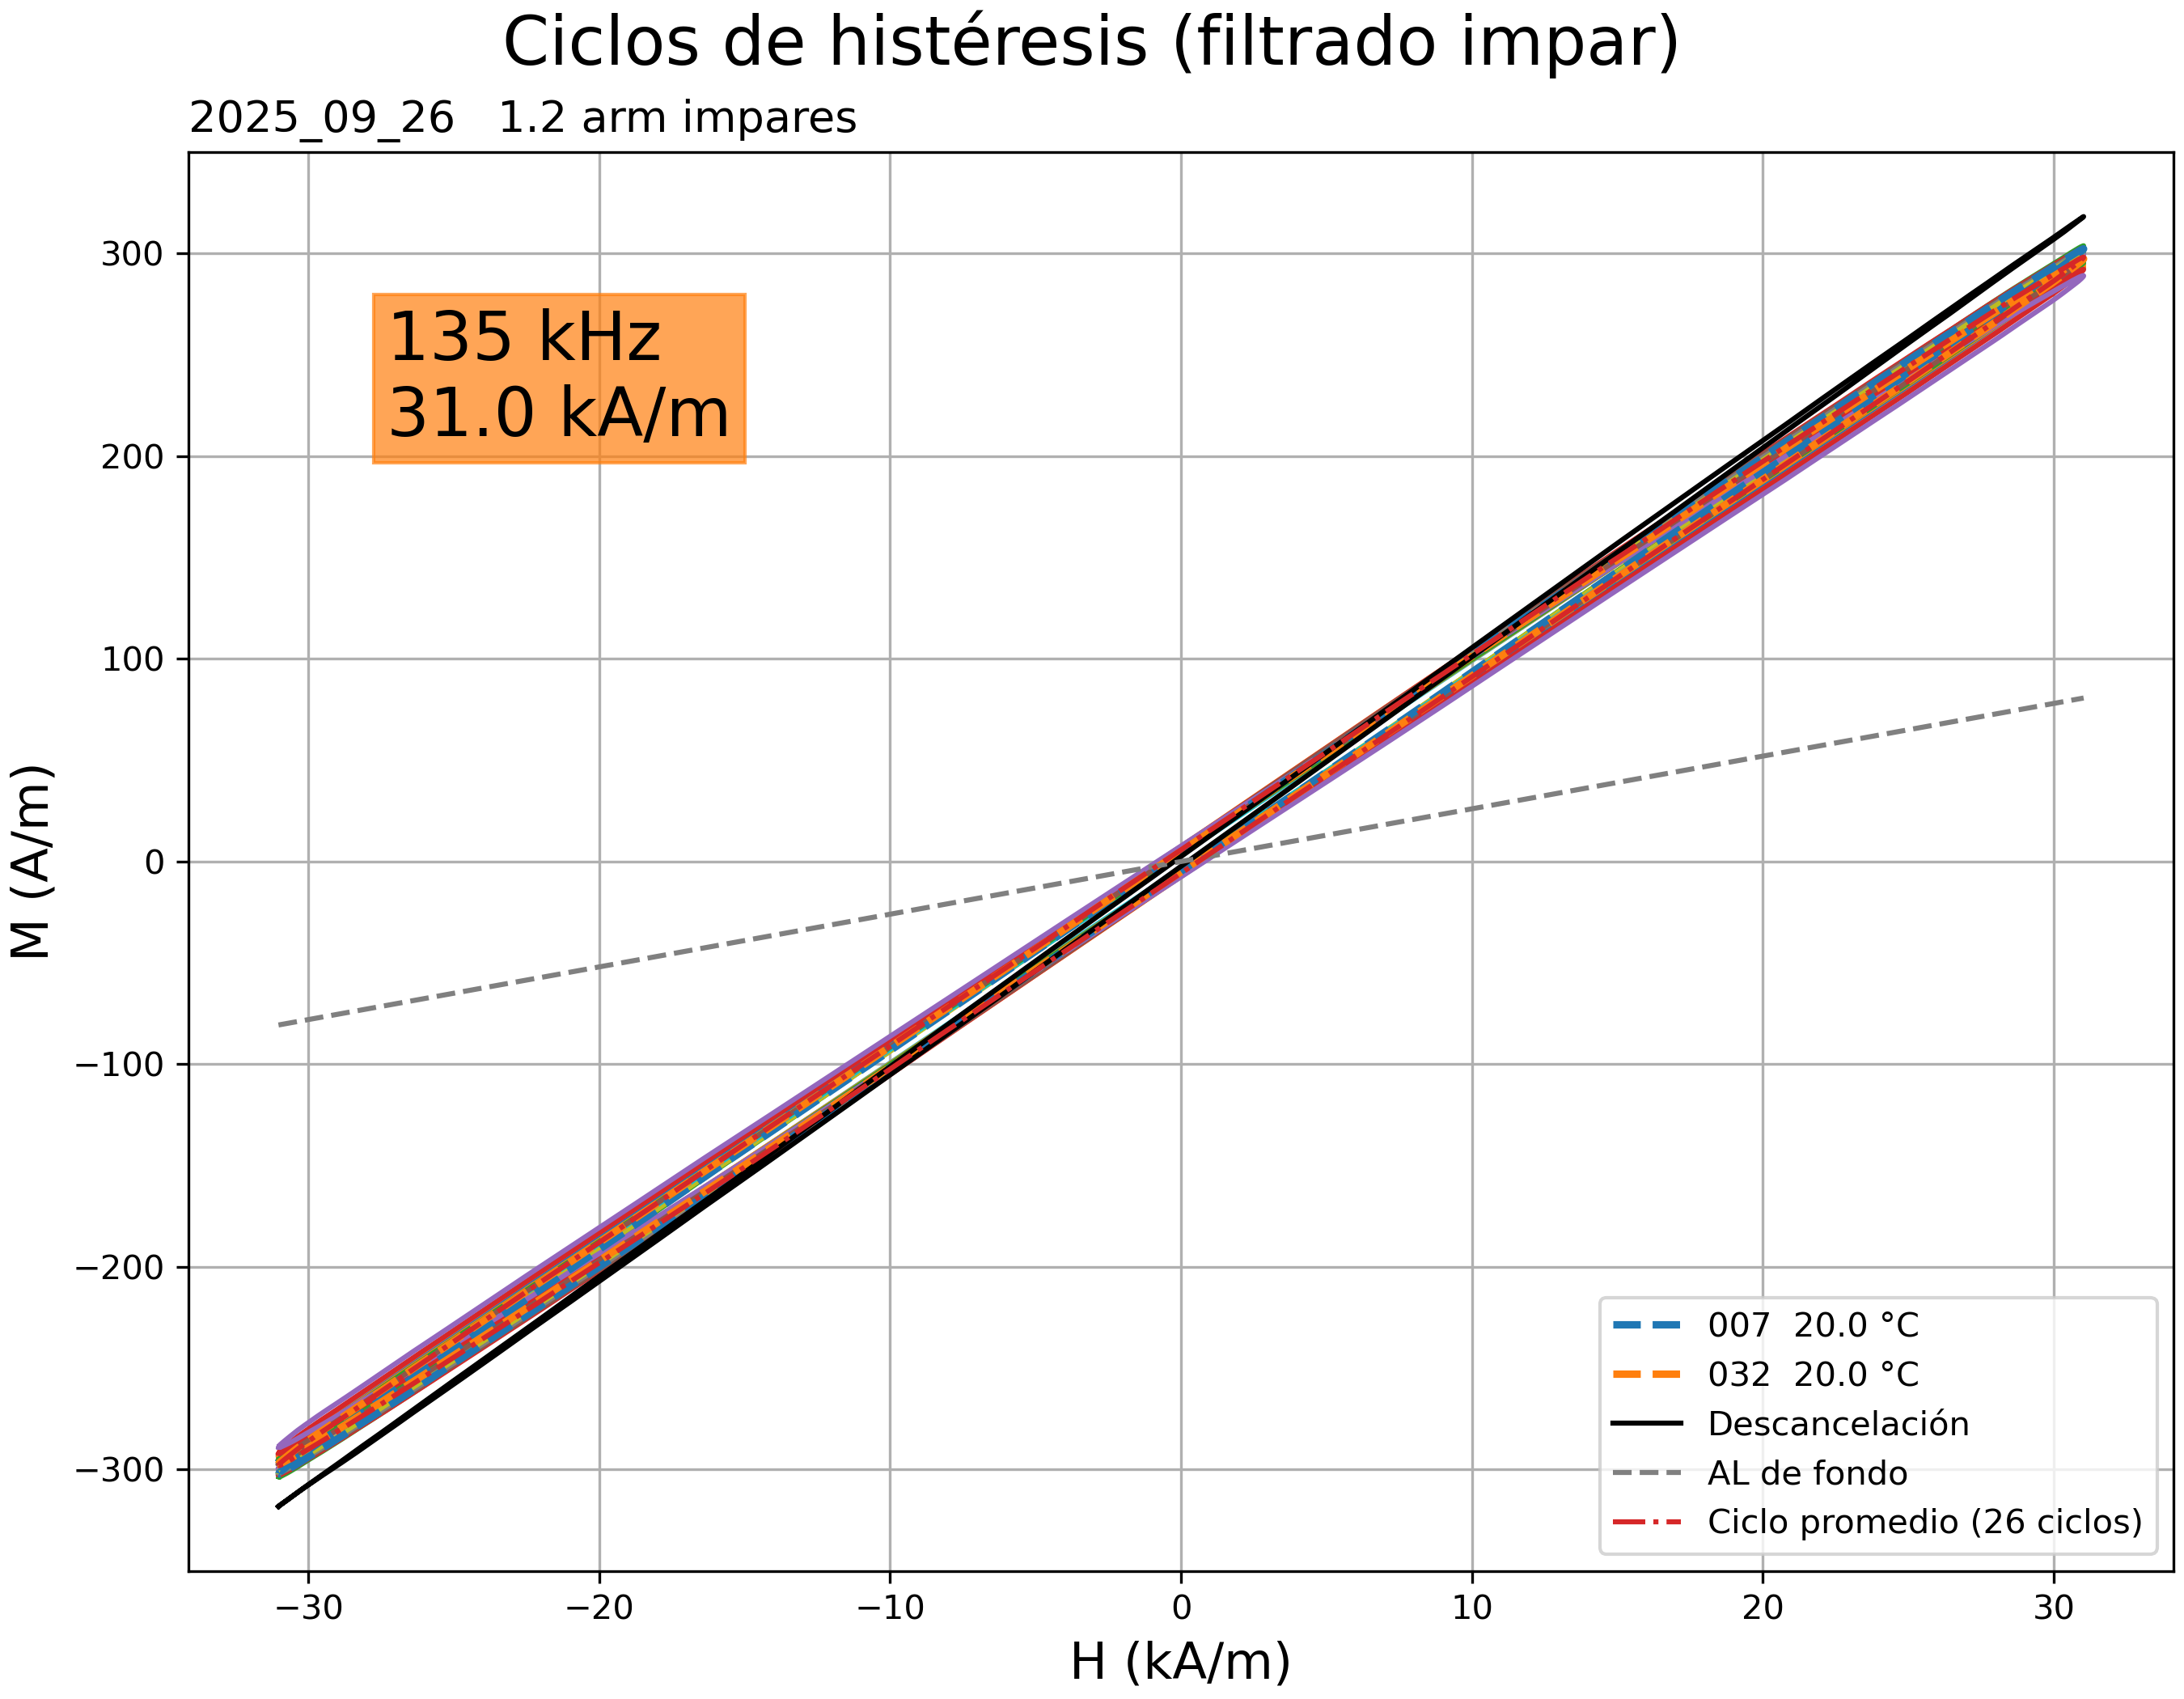 Ciclos de histéresis (filtrado impar)
2025_09_26   1.2 arm impares
135 kHz
31.0 kA/m
M (A/m)
300
200
100
0
−100
−200
−300
007  20.0 °C
032  20.0 °C
Descancelación
AL de fondo
Ciclo promedio (26 ciclos)
−30 −20 −10 0 10 20 30
H (kA/m)